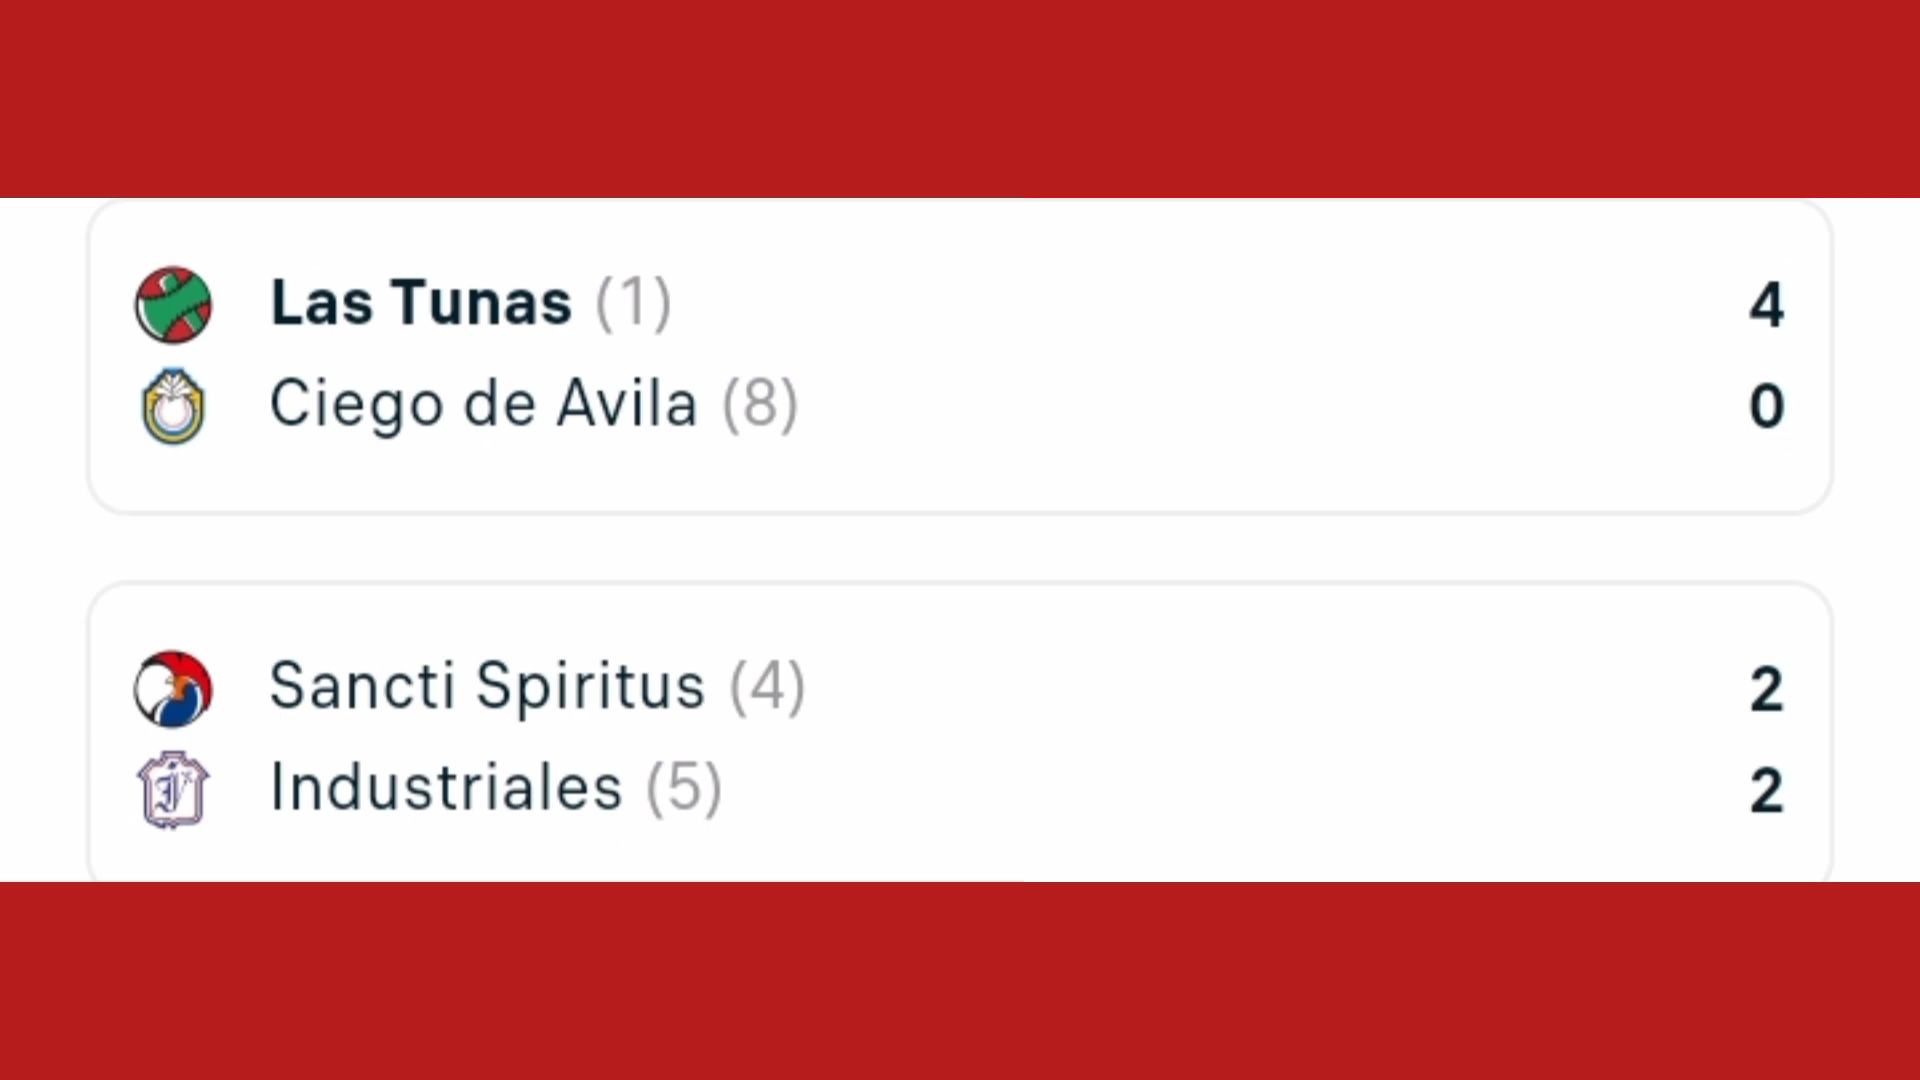 Las Tunas (1) 4
Ciego de Avila (8) 0
Sancti Spiritus (4) 2
Industriales (5) 2